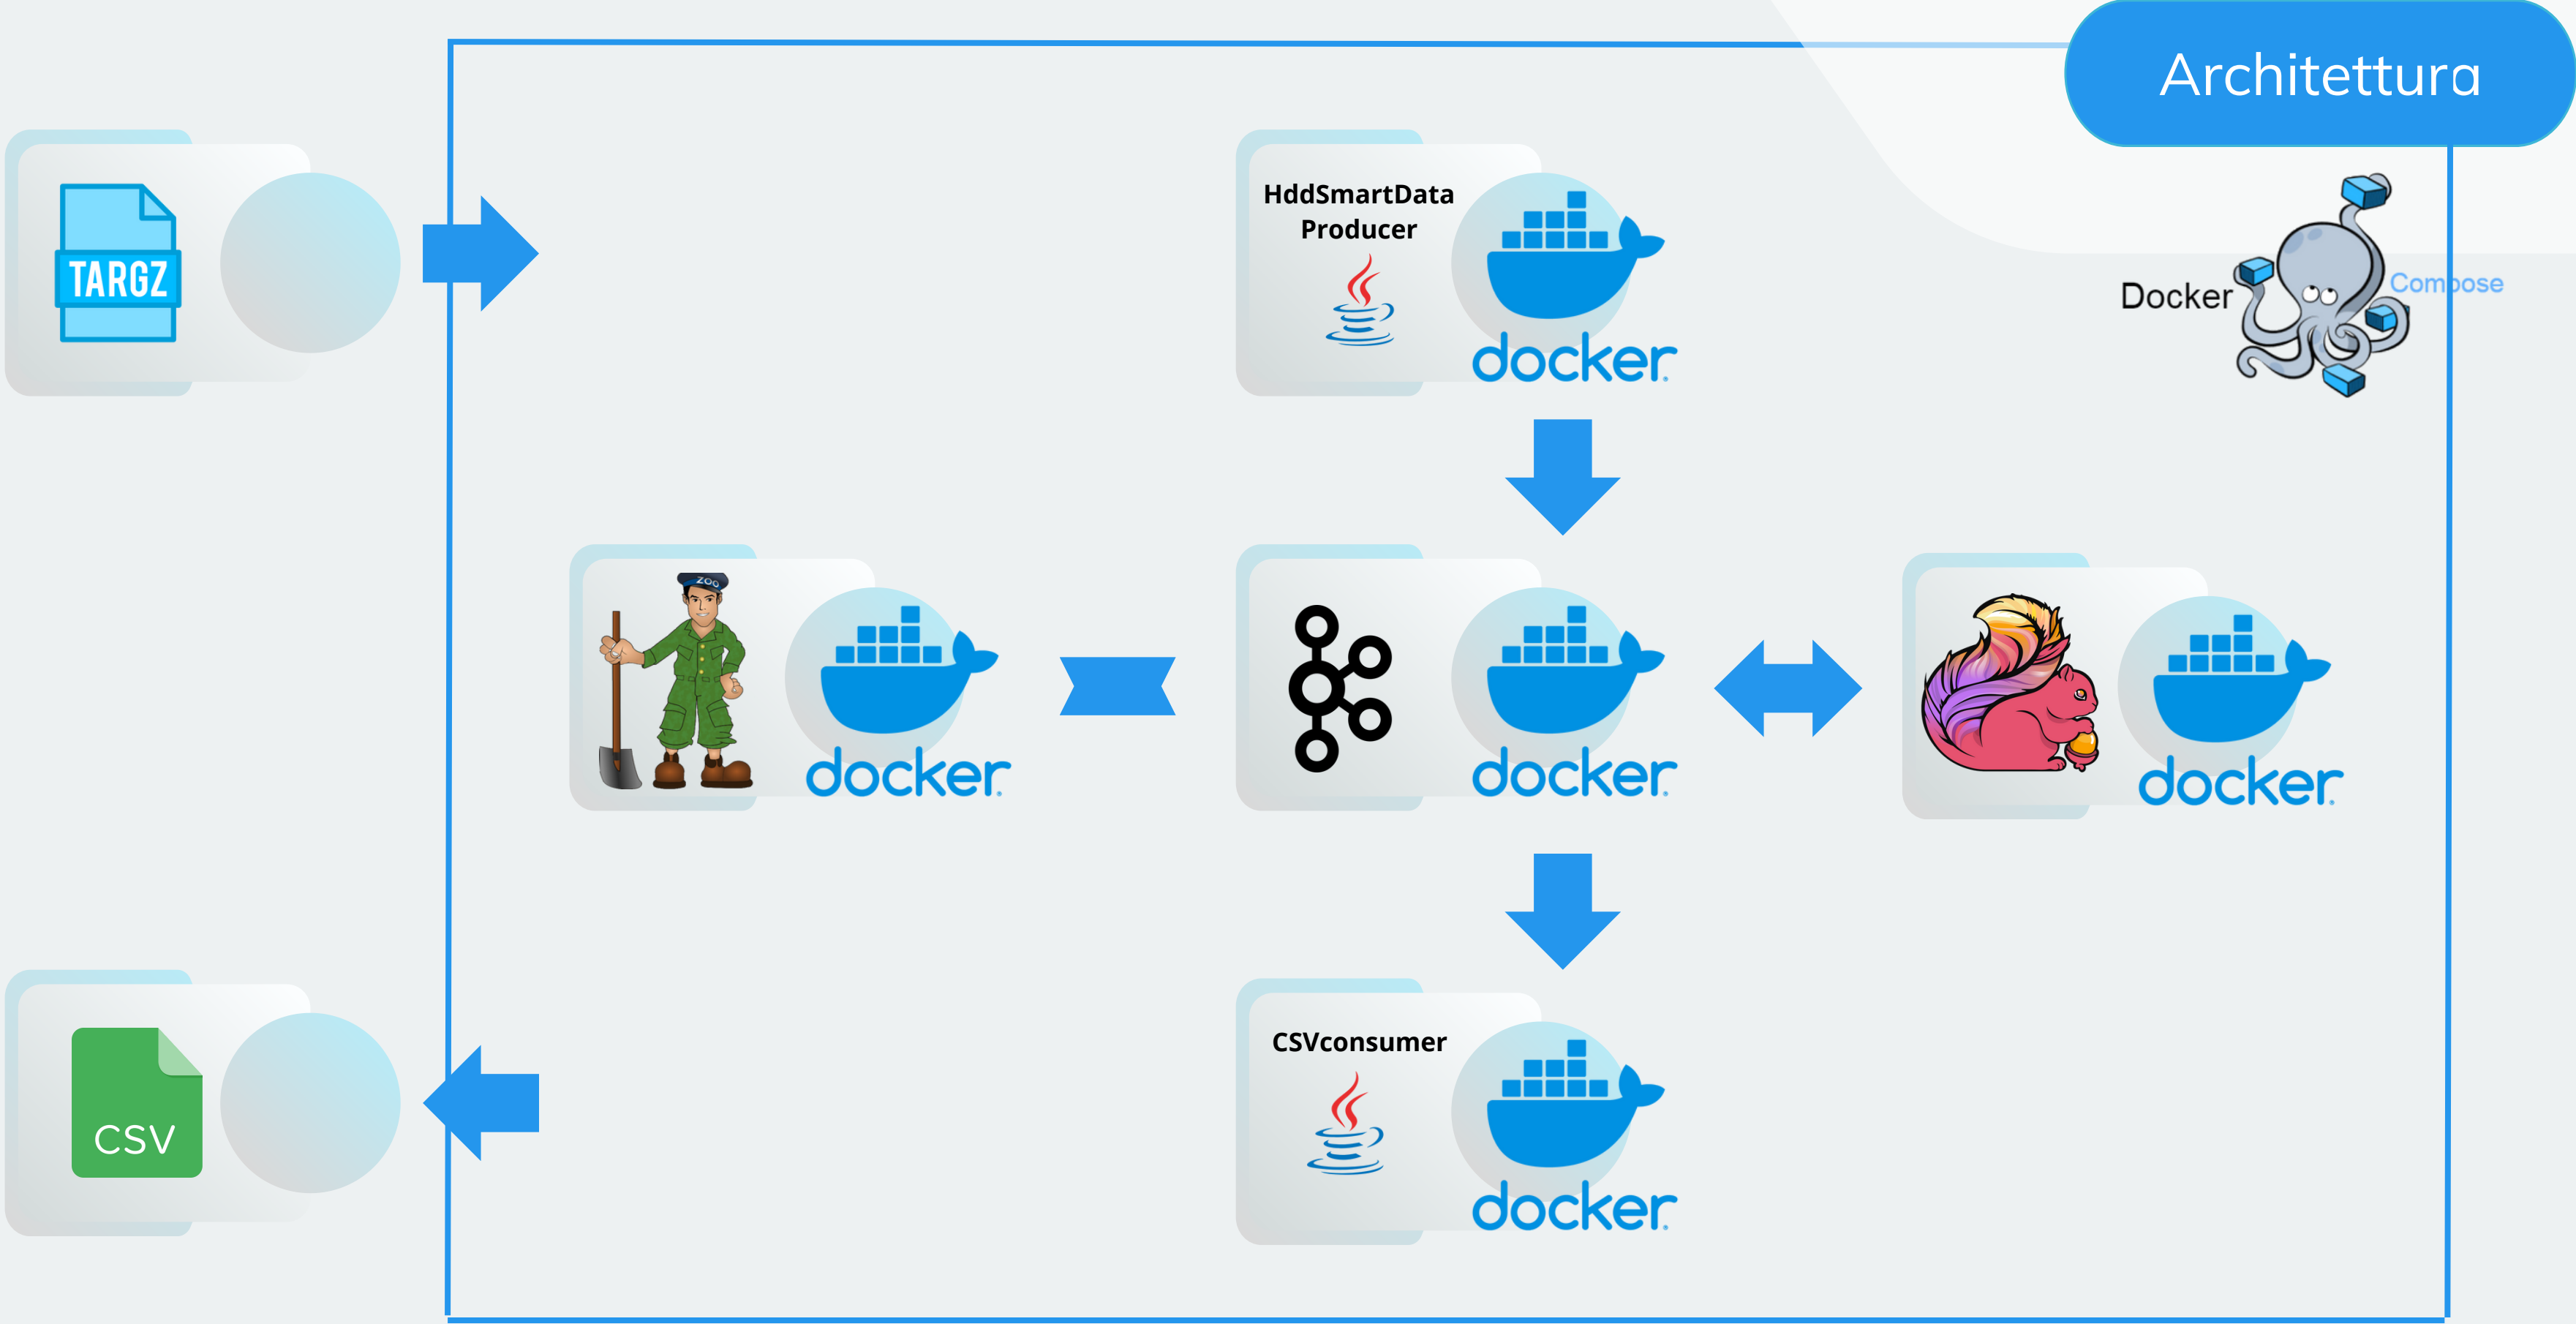 Architettura
TARGZ
HddSmartData
Producer
docker
Docker
Compose
ZOO
docker
docker
docker
CSV
CSVconsumer
docker